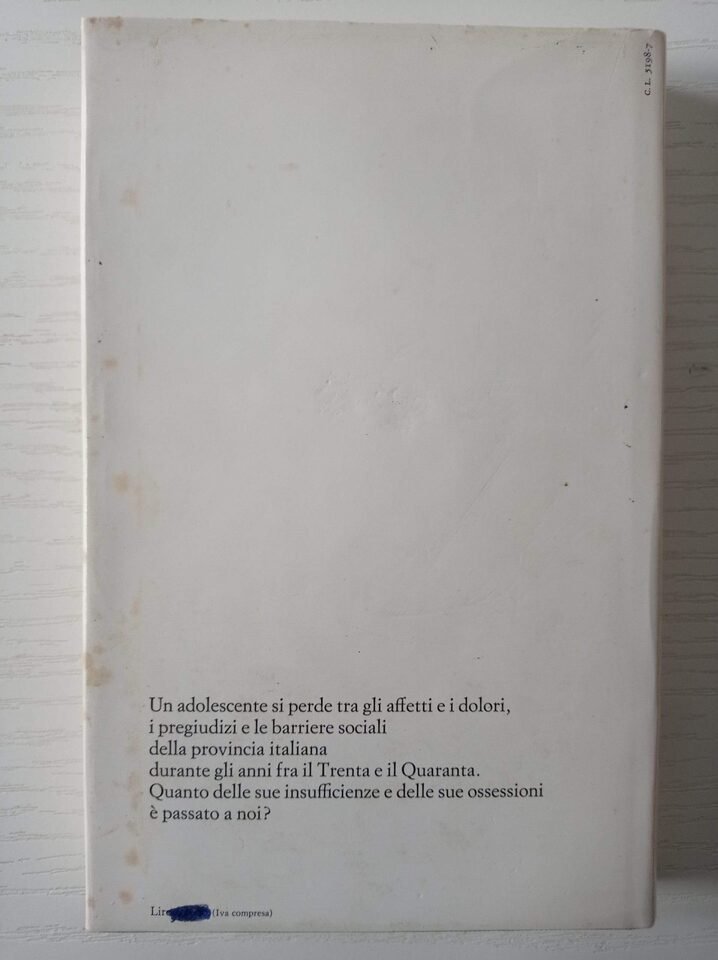 C. L. 5198-7
Un adolescente si perde tra gli affetti e i dolori,
i pregiudizi e le barriere sociali
della provincia italiana
durante gli anni fra il Trenta e il Quaranta.
Quanto delle sue insufficienze e delle sue ossessioni
è passato a noi?
Lire (Iva compresa)